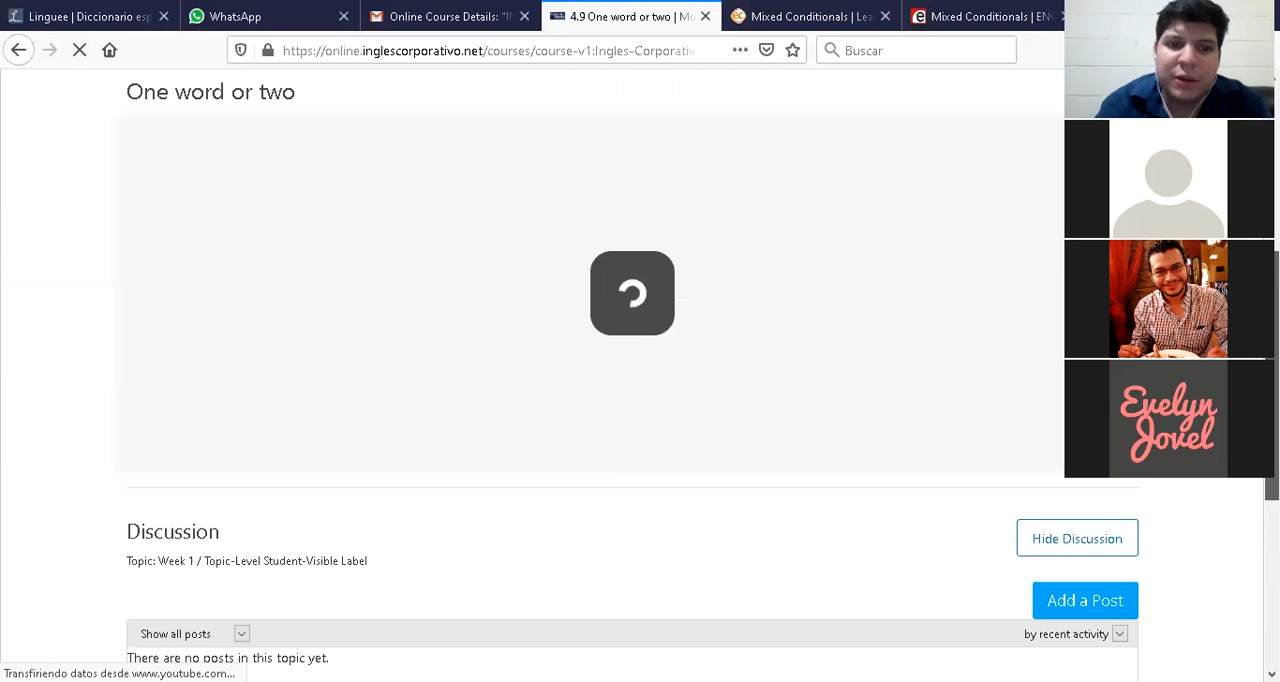 Linguee | Diccionario esp
WhatsApp
Online Course Details: "I
4.9 One word or two | Mo
Mixed Conditionals | Lea
Mixed Conditionals | EN
https://online.inglescorporativo.net/courses/course-v1:Ingles-Corporativ
Buscar
One word or two
Evelyn
Jovel
Discussion
Hide Discussion
Topic: Week 1 / Topic-Level Student-Visible Label
Add a Post
Show all posts
by recent activity
There are no posts in this topic yet.
Transfiriendo datos desde www.youtube.com...